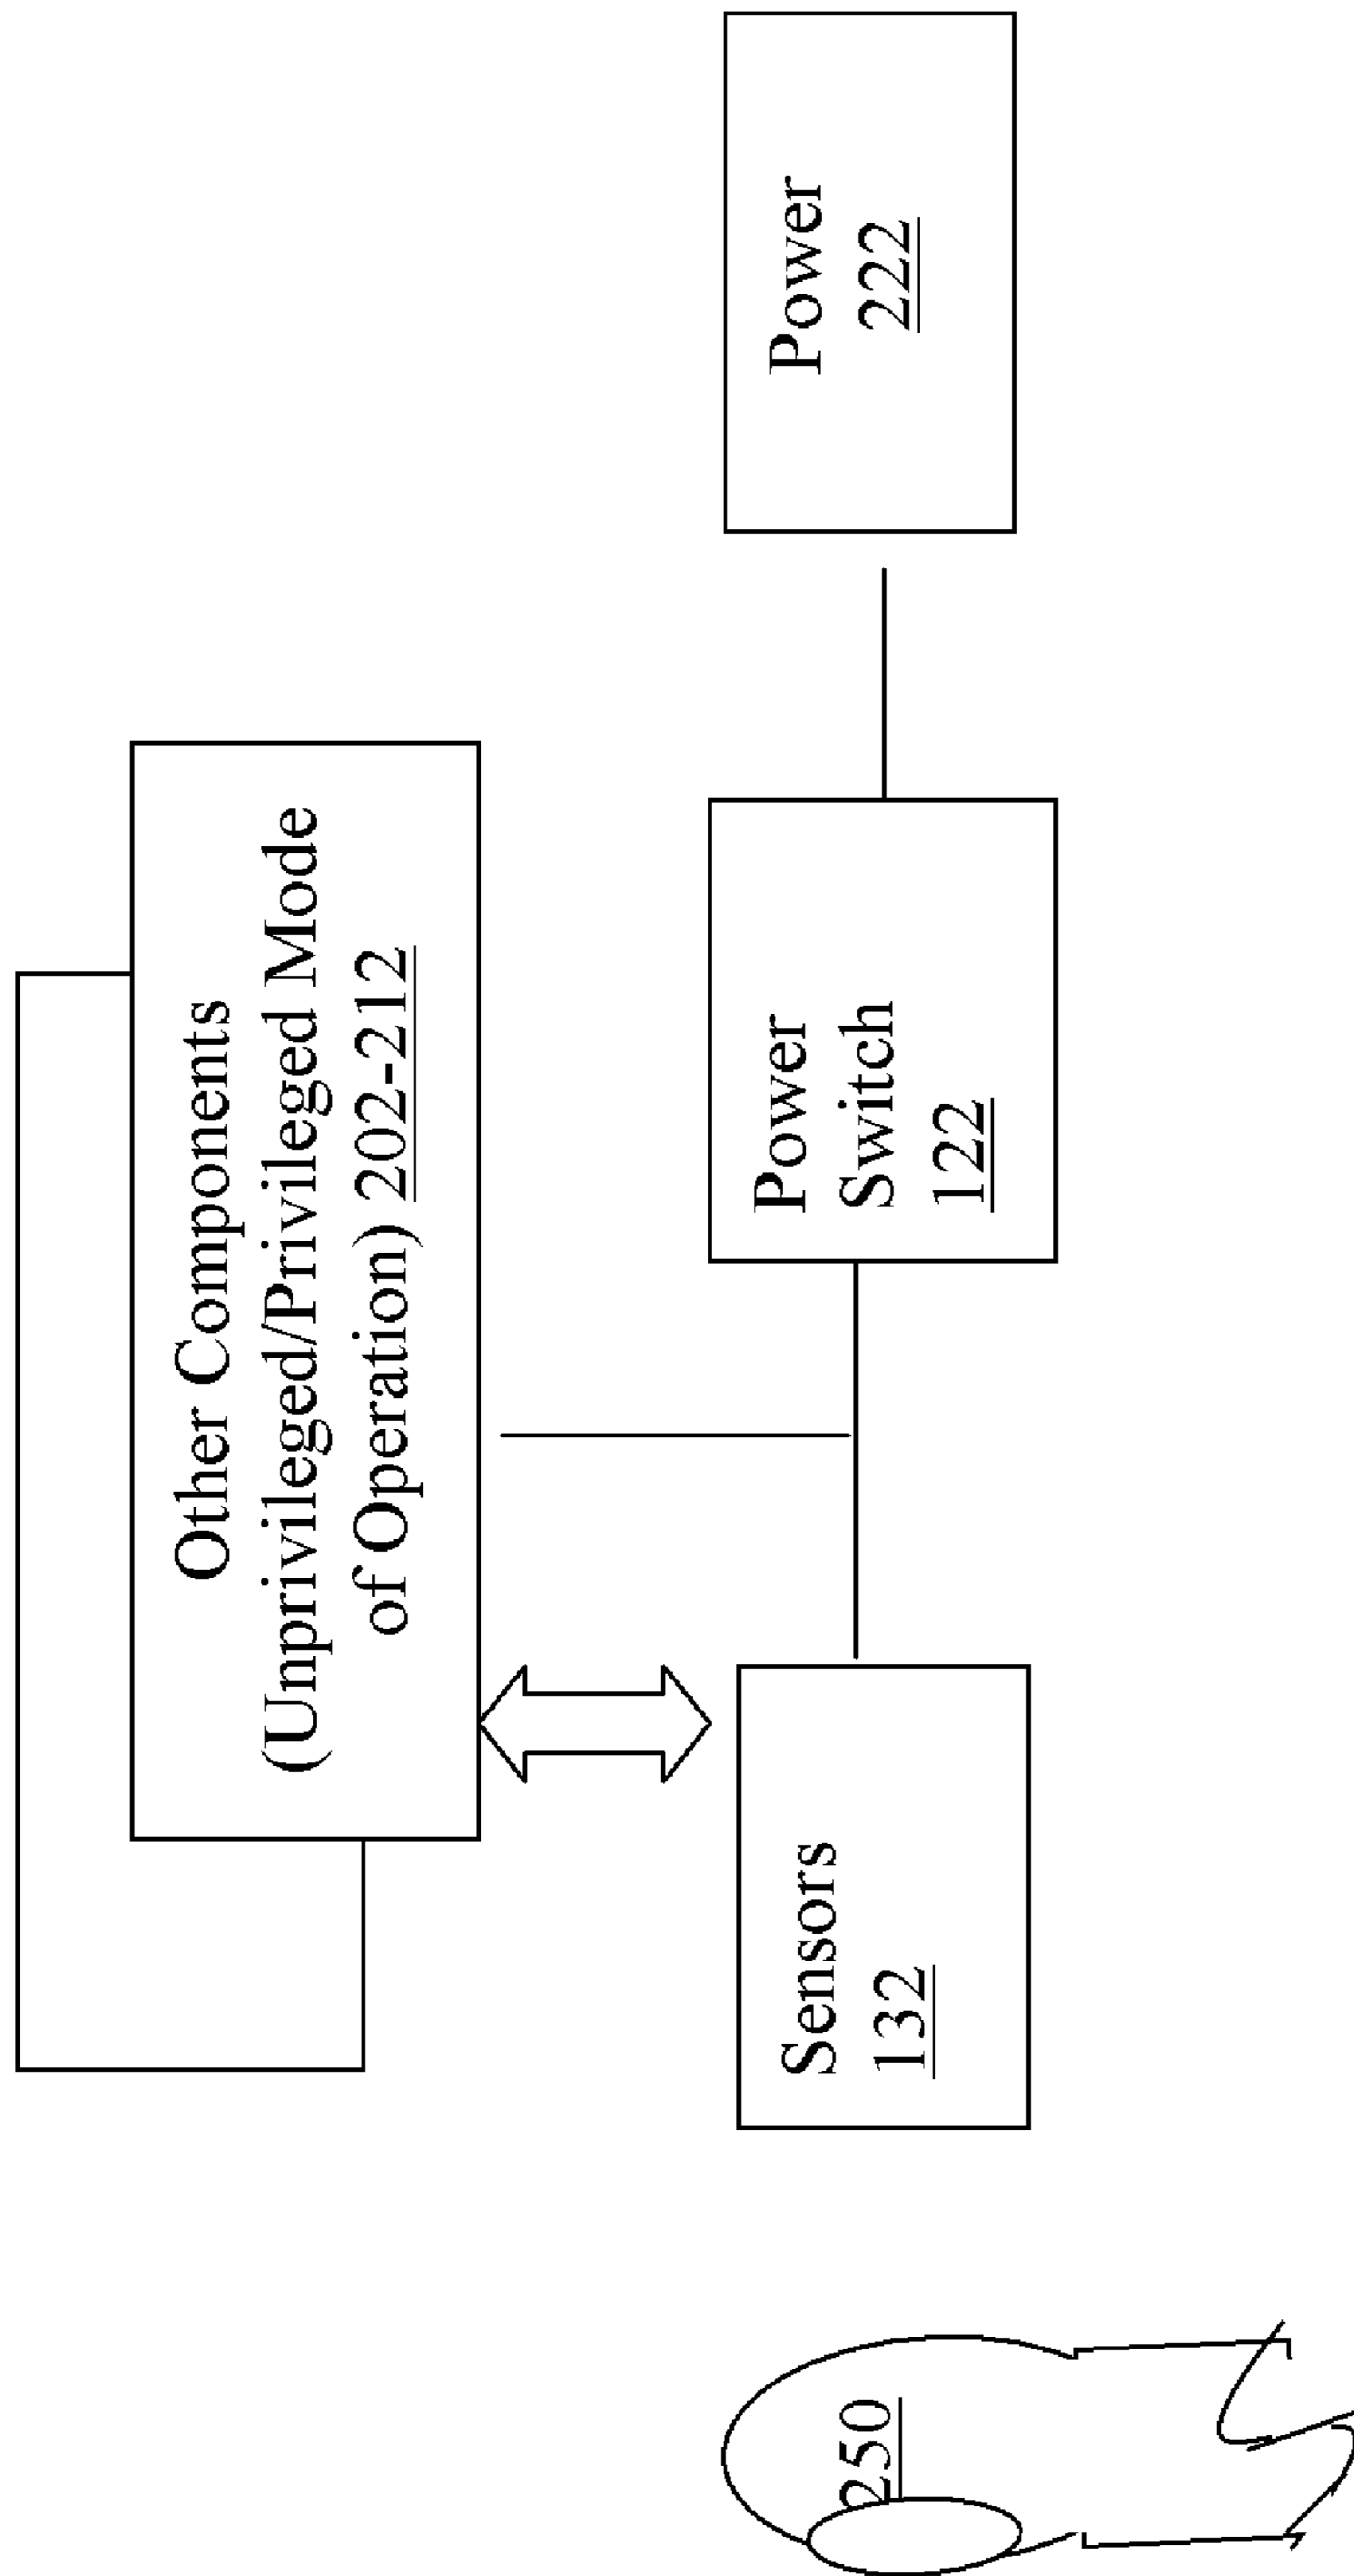 Other Components
(Unprivileged/Privileged Mode
of Operation) 202-212
250
Sensors
132
Power
Switch
122
Power
222